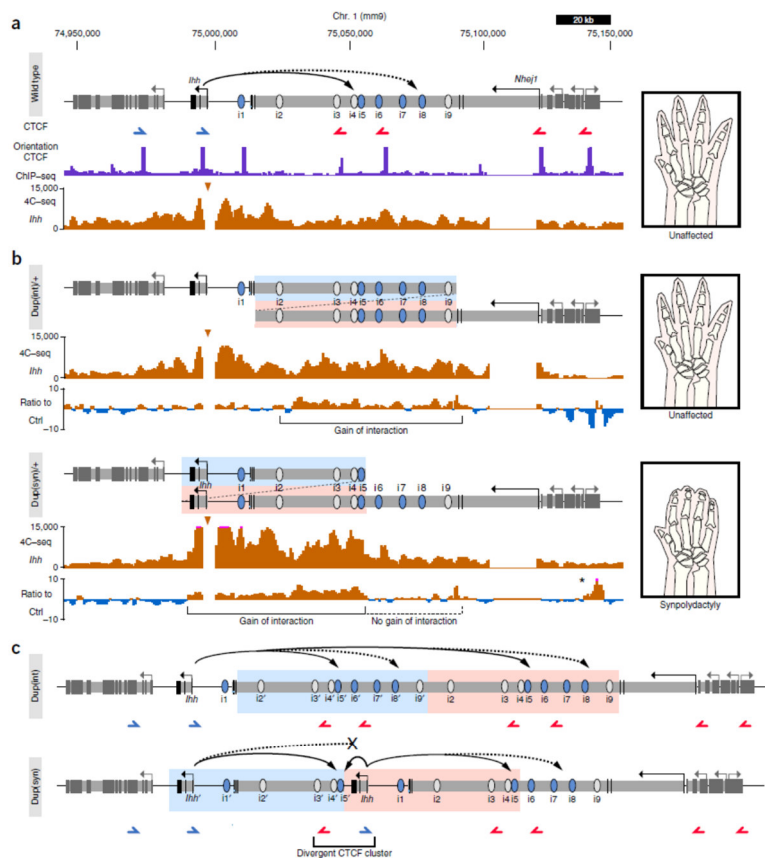 a
Chr. 1 (mm9)
20 kb
74,950,000 75,000,000 75,050,000 75,100,000 75,150,000
Wild type
Ihh
Nhej1
i1 i2 i3 i4 i5 i6 i7 i8 i9
CTCF
Orientation
CTCF
ChIP-seq
15,000
4C-seq
Ihh
0
Unaffected
b
Dup(int)/+
i1 i2 i3 i4 i5 i6 i7 i8 i9
15,000
4C-seq
Ihh
0
10
Ratio to
Ctrl
-10
Gain of interaction
Unaffected
Dup(syn)/+
Ihh i1 i2 i3 i4 i5 i6 i7 i8 i9
15,000
4C-seq
Ihh
0
10
Ratio to
Ctrl
-10
*
Gain of interaction No gain of interaction
Synpolydactyly
c
Dup(int)
Ihh i1 i2′ i3′ i4′ i5′ i6′ i7′ i8′ i9′ i2 i3 i4 i5 i6 i7 i8 i9
X
Dup(syn)
Ihh′ i1′ i2′ i3′ i4′ i5′ Ihh i1 i2 i3 i4 i5 i6 i7 i8 i9
Divergent CTCF cluster